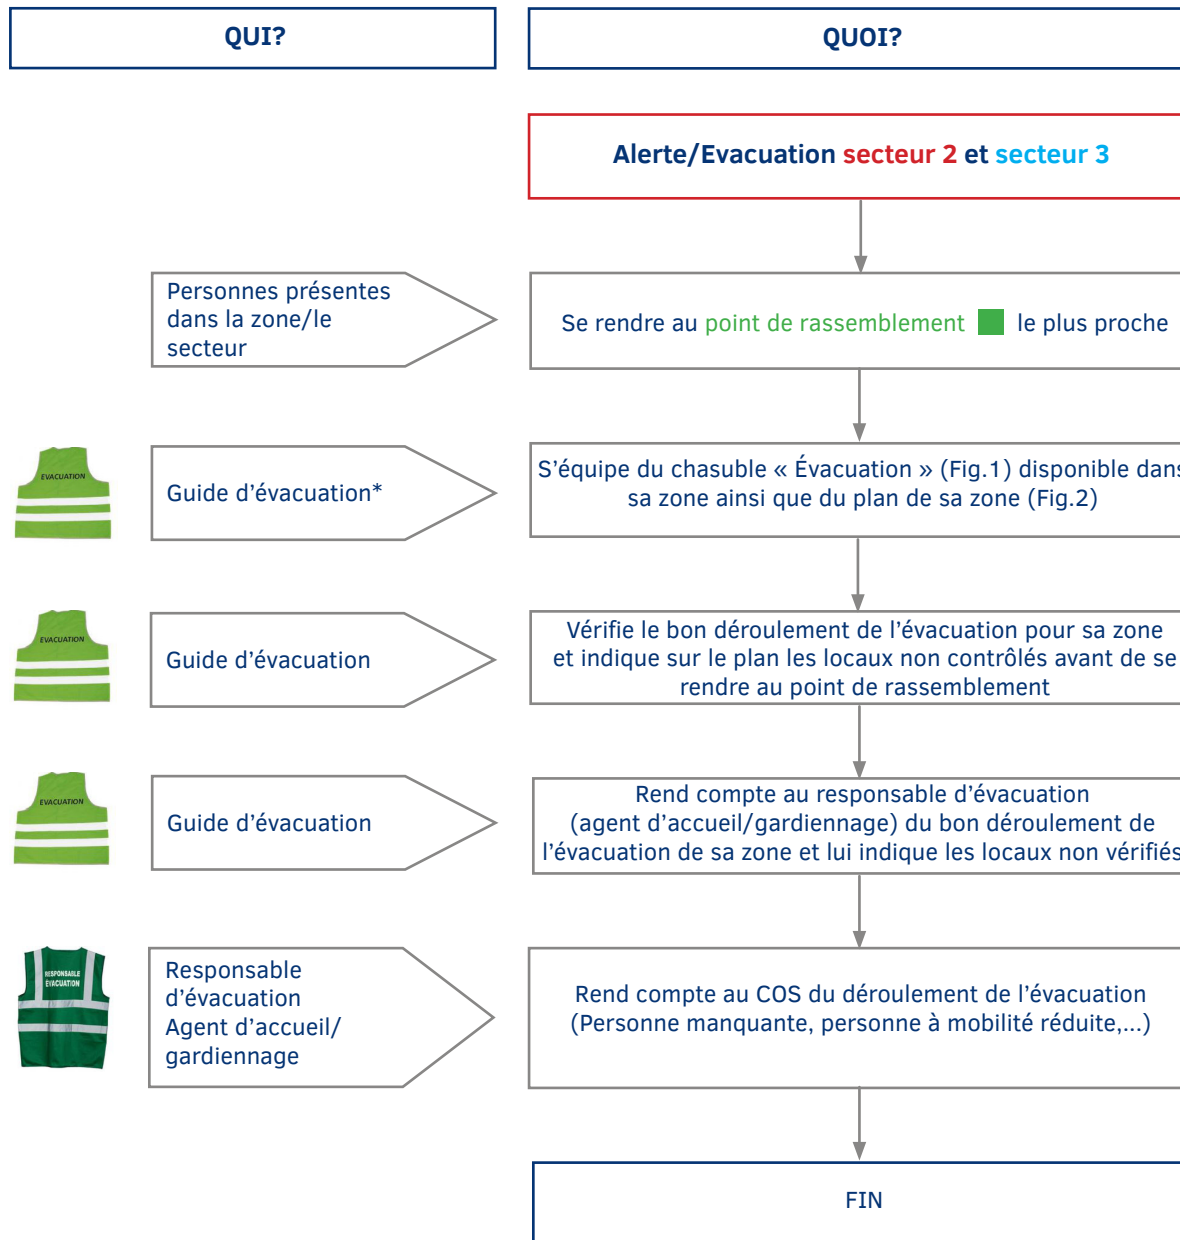 QUI?
QUOI?
Alerte/Evacuation secteur 2 et secteur 3
Personnes présentes
dans la zone/le
secteur
Se rendre au point de rassemblement le plus proche
EVACUATION
Guide d’évacuation*
S’équipe du chasuble « Évacuation » (Fig.1) disponible dans
sa zone ainsi que du plan de sa zone (Fig.2)
EVACUATION
Guide d’évacuation
Vérifie le bon déroulement de l’évacuation pour sa zone
et indique sur le plan les locaux non contrôlés avant de se
rendre au point de rassemblement
EVACUATION
Guide d’évacuation
Rend compte au responsable d’évacuation
(agent d’accueil/gardiennage) du bon déroulement de
l’évacuation de sa zone et lui indique les locaux non vérifiés
RESPONSABLE
ÉVACUATION
Responsable
d’évacuation
Agent d’accueil/
gardiennage
Rend compte au COS du déroulement de l’évacuation
(Personne manquante, personne à mobilité réduite,...)
FIN